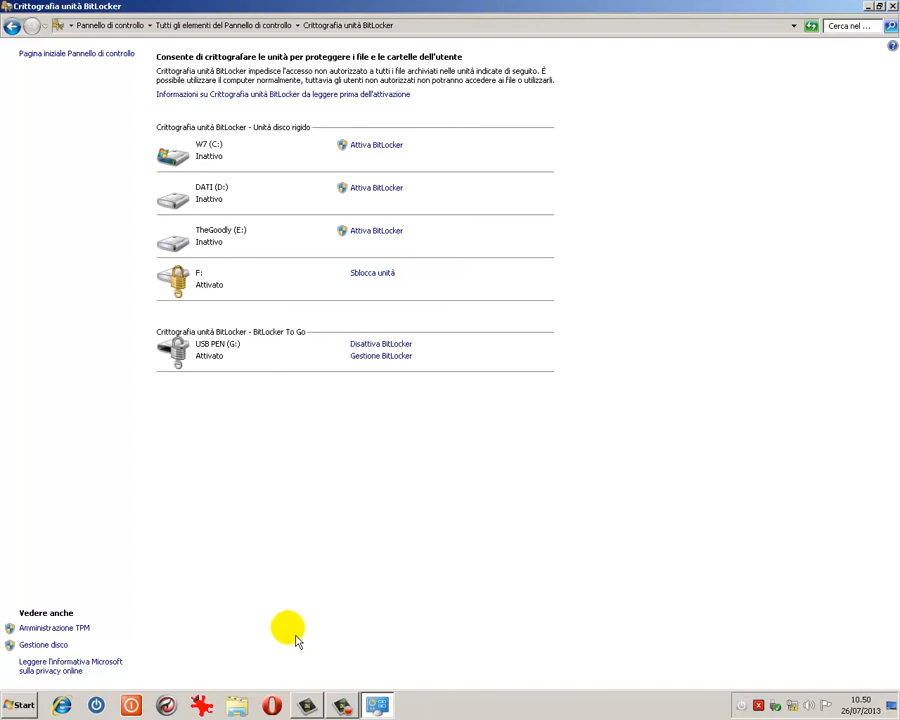 Crittografia unità BitLocker
Pannello di controllo Tutti gli elementi del Pannello di controllo Crittografia unità BitLocker
Cerca nel ...
Pagina iniziale Pannello di controllo
Consente di crittografare le unità per proteggere i file e le cartelle dell'utente
Crittografia unità BitLocker impedisce l'accesso non autorizzato a tutti i file archiviati nelle unità indicate di seguito. È
possibile utilizzare il computer normalmente, tuttavia gli utenti non autorizzati non potranno accedere ai file o utilizzarli.
Informazioni su Crittografia unità BitLocker da leggere prima dell'attivazione
Crittografia unità BitLocker - Unità disco rigido
W7 (C:)
Inattivo
Attiva BitLocker
DATI (D:)
Inattivo
Attiva BitLocker
TheGoodly (E:)
Inattivo
Attiva BitLocker
F:
Attivato
Sblocca unità
Crittografia unità BitLocker - BitLocker To Go
USB PEN (G:)
Attivato
Disattiva BitLocker
Gestione BitLocker
Vedere anche
Amministrazione TPM
Gestione disco
Leggere l'informativa Microsoft
sulla privacy online
Start
10.50
26/07/2013